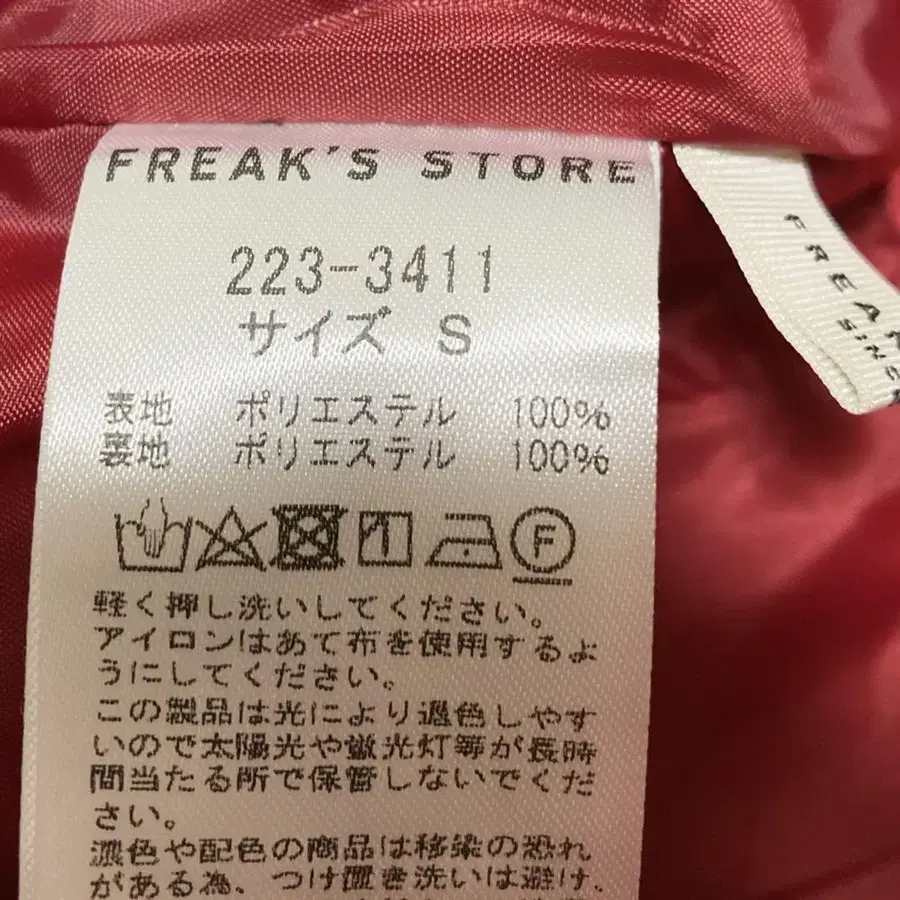 FREAK'S STORE
223-3411
サイズ S
表地 ポリエステル 100%
裏地 ポリエステル 100%
F
軽く押し洗いしてください。
アイロンはあて布を使用するよ
うにしてください。
この製品は光により退色しやす
いので太陽光や蛍光灯等が長時
間当たる所で保管しないでくだ
さい。
濃色や配色の商品は移染の恐れ
がある為、つけ置き洗いは避け、
FREAK
SINC